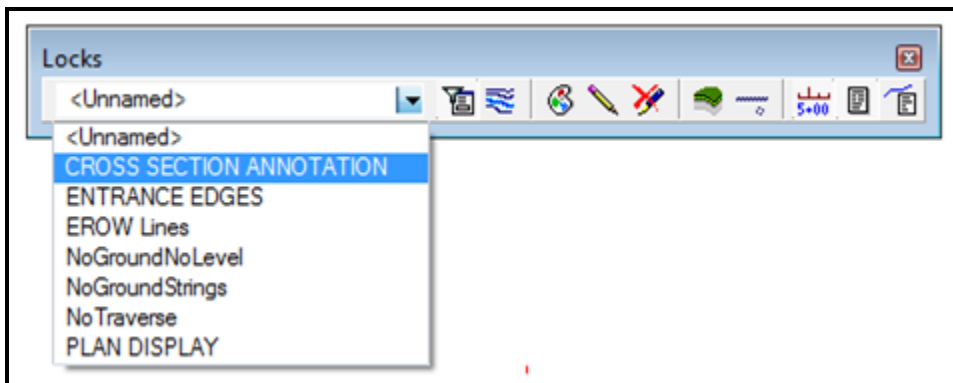 Locks
<Unnamed>
5+00
<Unnamed>
CROSS SECTION ANNOTATION
ENTRANCE EDGES
EROW Lines
NoGroundNoLevel
NoGroundStrings
NoTraverse
PLAN DISPLAY